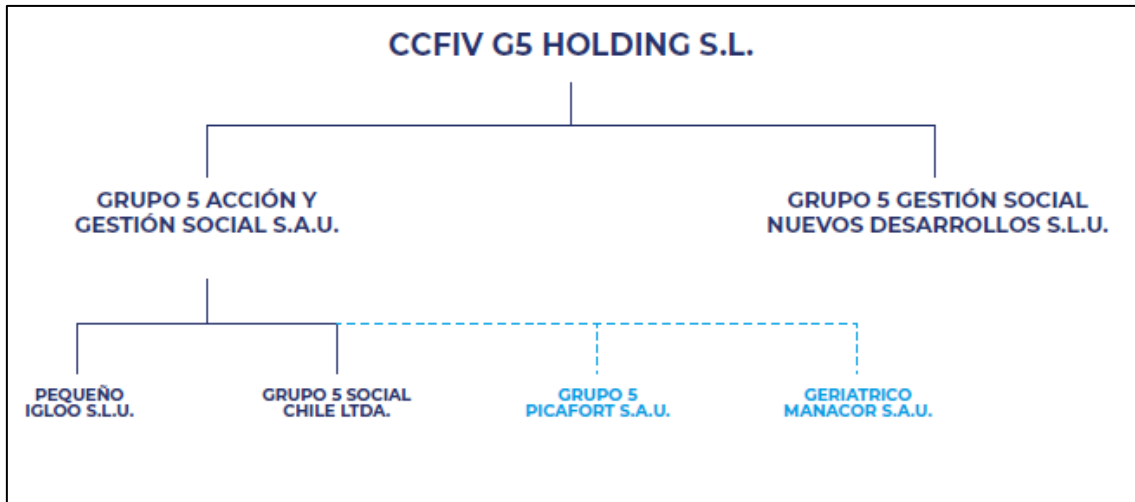 CCFIV G5 HOLDING S.L.
GRUPO 5 ACCIÓN Y
GESTIÓN SOCIAL S.A.U.
GRUPO 5 GESTIÓN SOCIAL
NUEVOS DESARROLLOS S.L.U.
PEQUEÑO
IGLOO S.L.U.
GRUPO 5 SOCIAL
CHILE LTDA.
GRUPO 5
PICAFORT S.A.U.
GERIATRICO
MANACOR S.A.U.